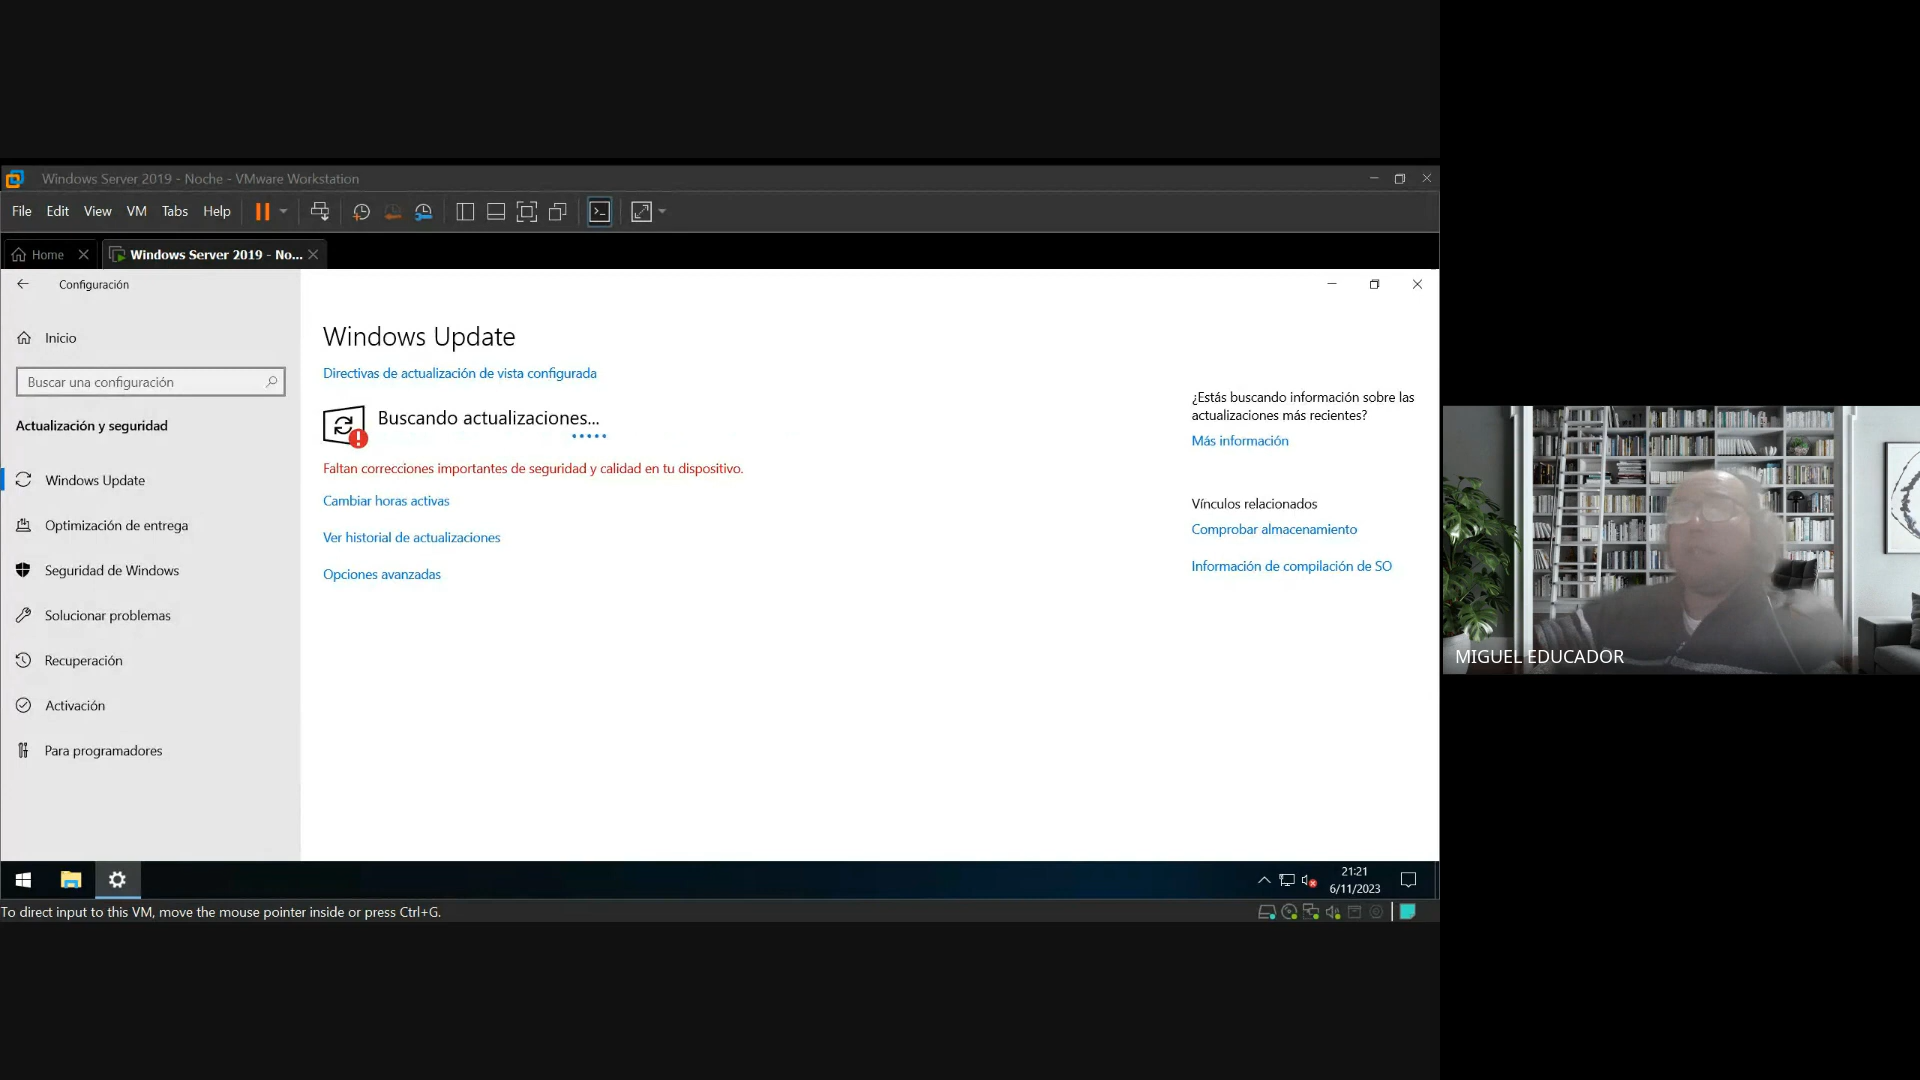 Windows Server 2019 - Noche - VMware Workstation
File Edit View VM Tabs Help
Home
Windows Server 2019 - No...
Configuración
Inicio
Buscar una configuración
Actualización y seguridad
Windows Update
Optimización de entrega
Seguridad de Windows
Solucionar problemas
Recuperación
Activación
Para programadores
Windows Update
Directivas de actualización de vista configurada
Buscando actualizaciones...
Faltan correcciones importantes de seguridad y calidad en tu dispositivo.
Cambiar horas activas
Ver historial de actualizaciones
Opciones avanzadas
¿Estás buscando información sobre las
actualizaciones más recientes?
Más información
Vínculos relacionados
Comprobar almacenamiento
Información de compilación de SO
21:21
6/11/2023
To direct input to this VM, move the mouse pointer inside or press Ctrl+G.
MIGUEL EDUCADOR